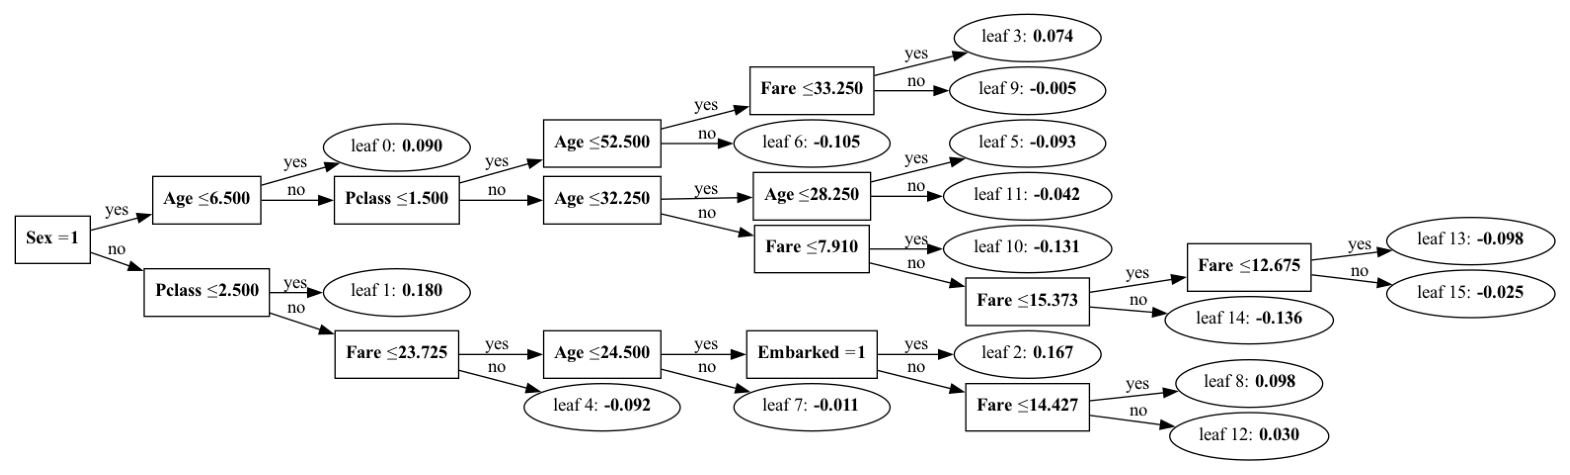 leaf 3: 0.074
yes
Fare ≤33.250
no
leaf 9: -0.005
yes
Age ≤52.500
no
leaf 6: -0.105
leaf 5: -0.093
leaf 0: 0.090
yes
yes
yes
Age ≤28.250
no
leaf 11: -0.042
Age ≤6.500
no
Pclass ≤1.500
no
Age ≤32.250
yes
no
yes
Sex =1
no
Fare ≤7.910
yes
leaf 10: -0.131
no
yes
Fare ≤12.675
yes
leaf 13: -0.098
no
leaf 15: -0.025
Fare ≤15.373
no
leaf 14: -0.136
Pclass ≤2.500
yes
leaf 1: 0.180
no
Fare ≤23.725
yes
Age ≤24.500
yes
Embarked =1
yes
leaf 2: 0.167
no
leaf 4: -0.092
no
leaf 7: -0.011
no
Fare ≤14.427
yes
leaf 8: 0.098
no
leaf 12: 0.030